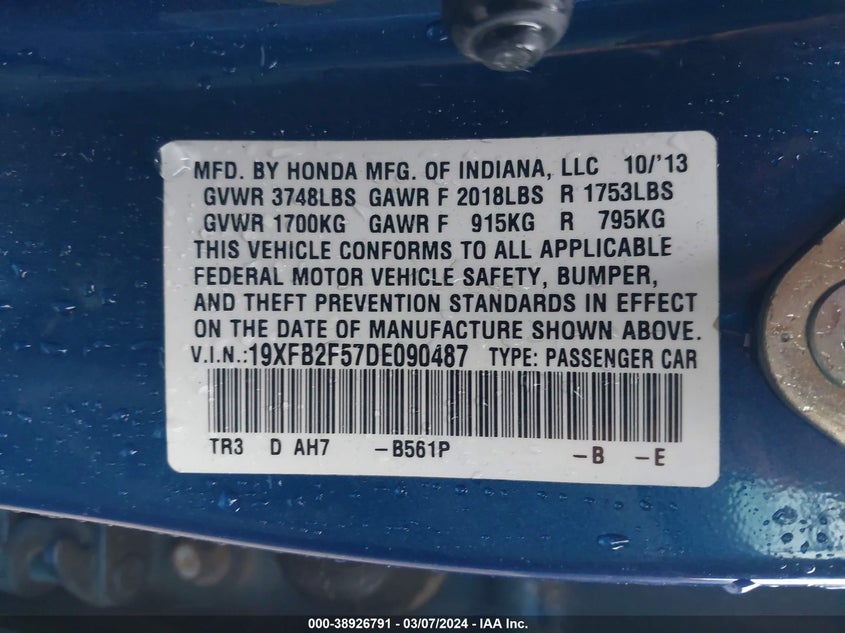 MFD. BY HONDA MFG. OF INDIANA, LLC 10/'13
GVWR 3748LBS GAWR F 2018LBS R 1753LBS
GVWR 1700KG GAWR F 915KG R 795KG
THIS VEHICLE CONFORMS TO ALL APPLICABLE
FEDERAL MOTOR VEHICLE SAFETY, BUMPER,
AND THEFT PREVENTION STANDARDS IN EFFECT
ON THE DATE OF MANUFACTURE SHOWN ABOVE.
V.I.N.:19XFB2F57DE090487 TYPE: PASSENGER CAR
TR3 D AH7 -B561P -B -E
000-38926791 — 03/07/2024 — IAA Inc.